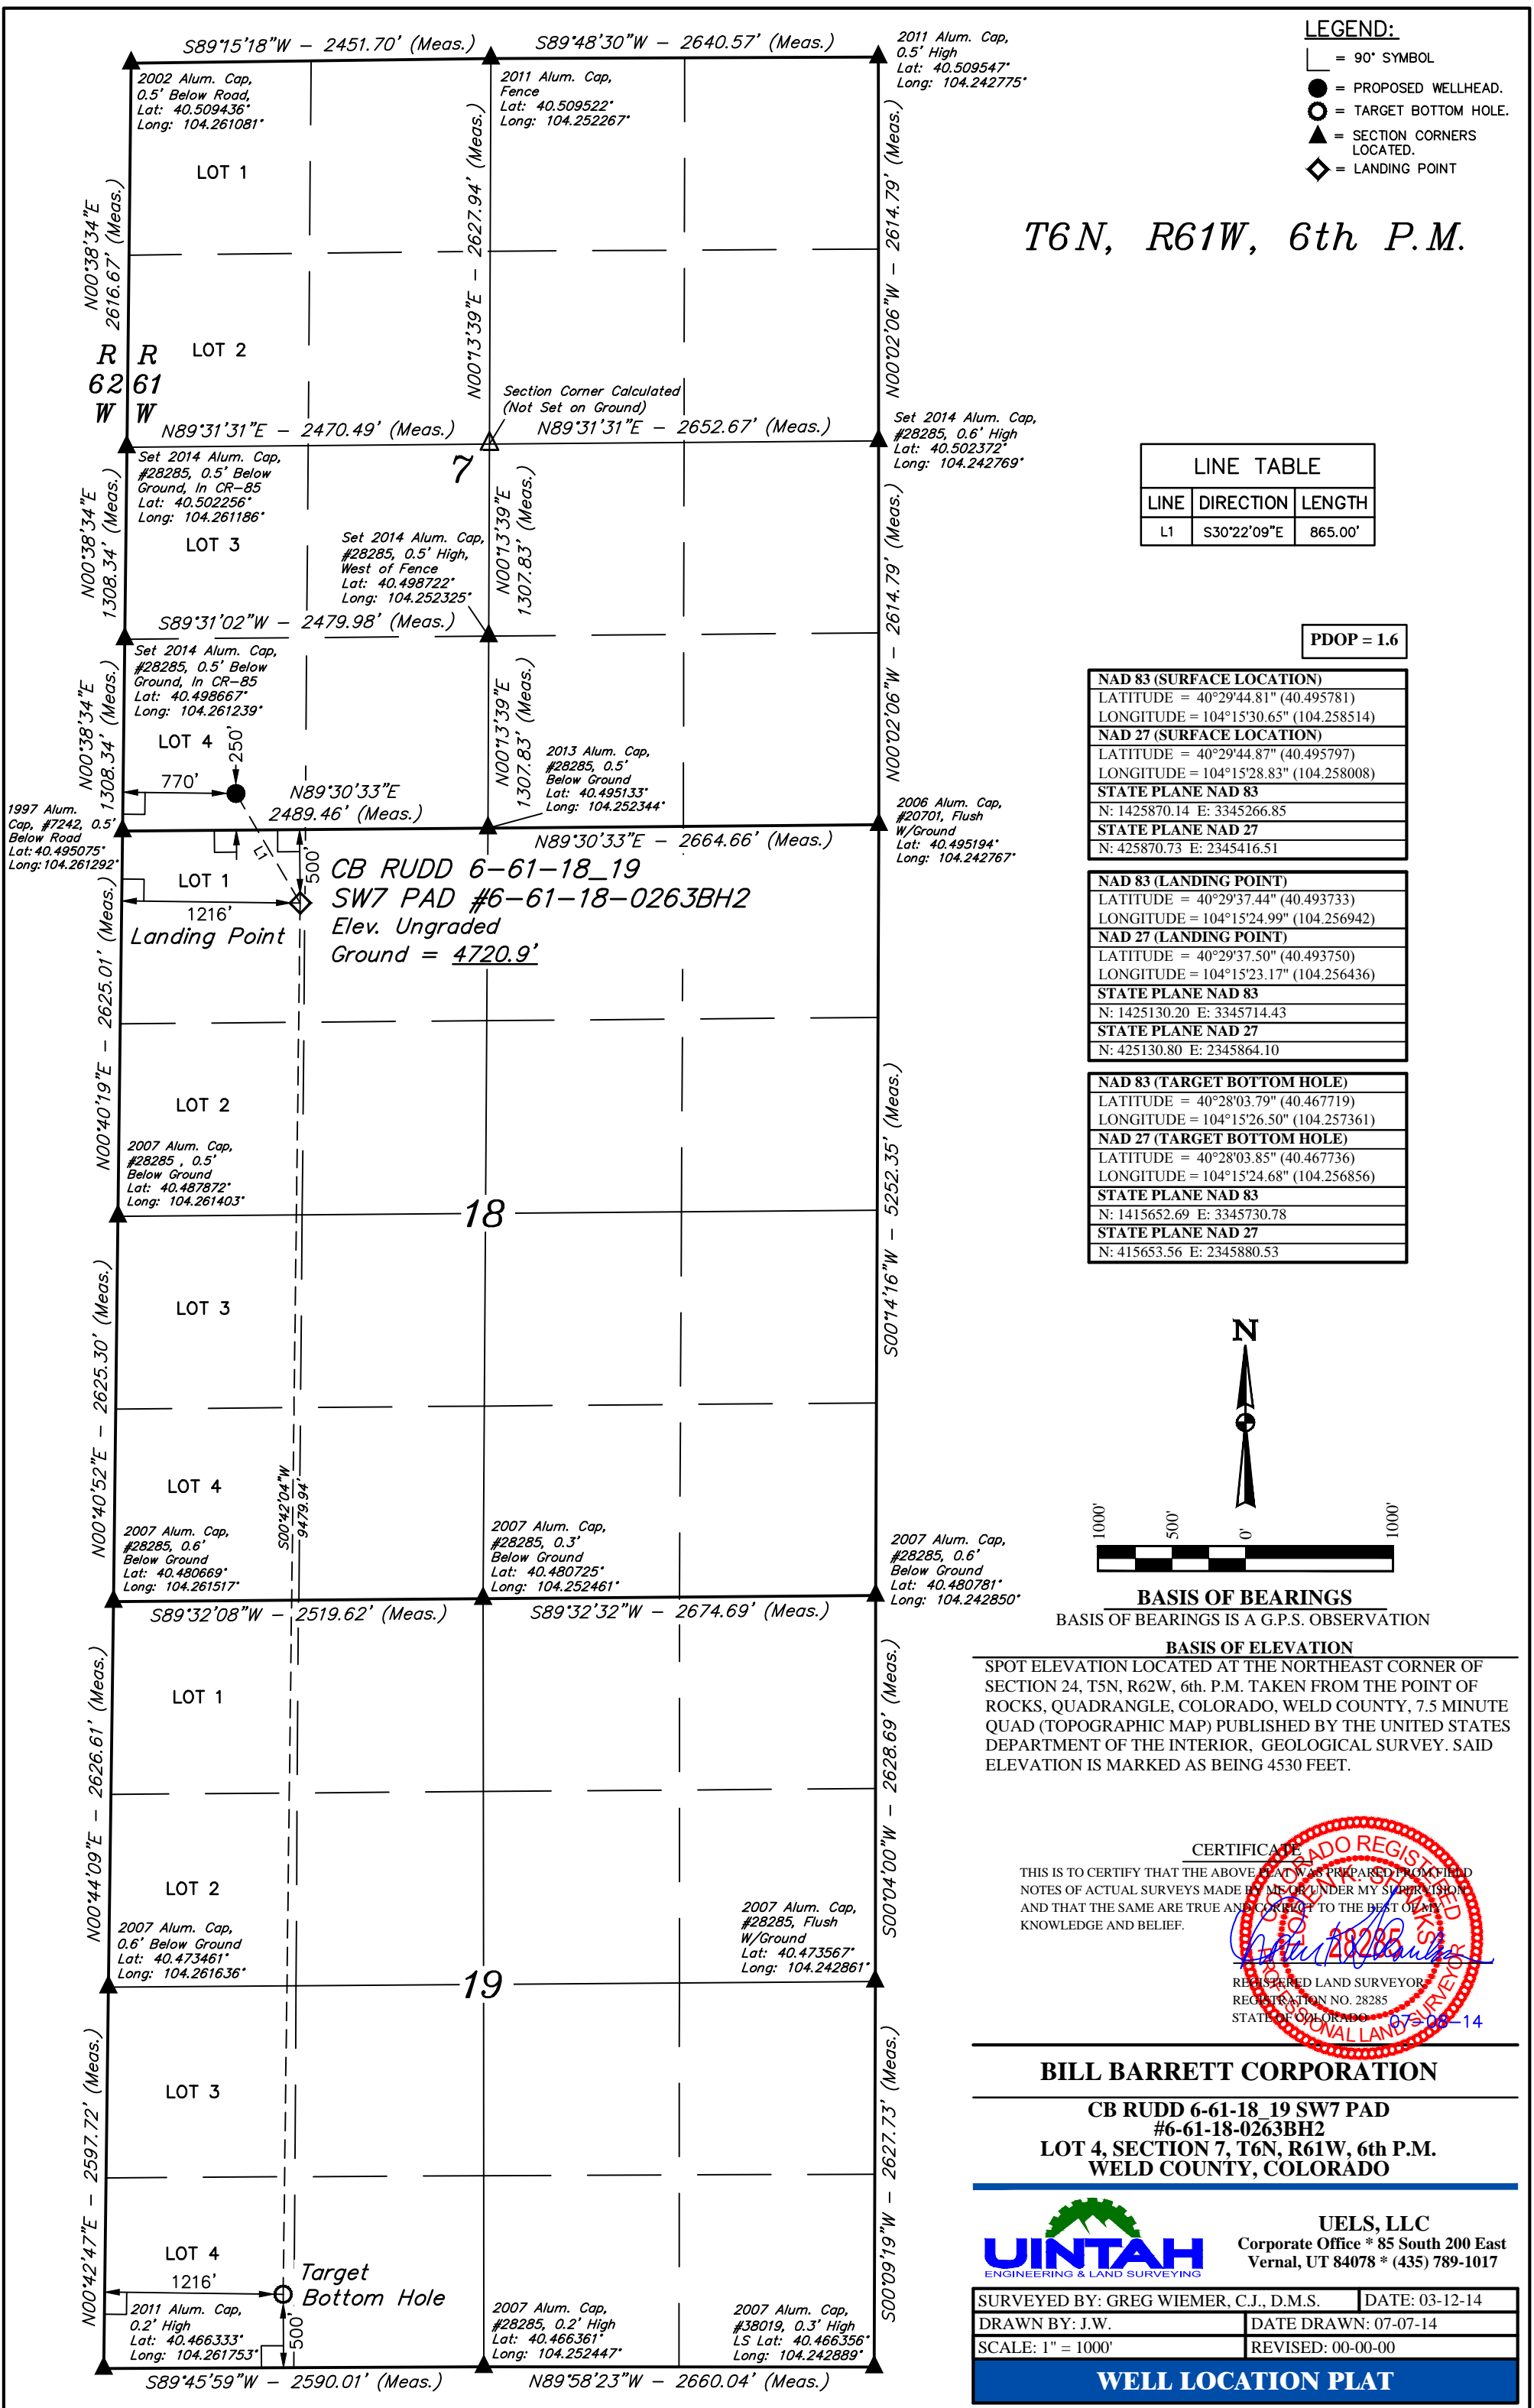 S89°15'18"W – 2451.70' (Meas.)
S89°48'30"W – 2640.57' (Meas.)
2002 Alum. Cap,
0.5' Below Road,
Lat: 40.509436°
Long: 104.261081°
2011 Alum. Cap,
Fence
Lat: 40.509522°
Long: 104.252267°
2011 Alum. Cap,
0.5' High
Lat: 40.509547°
Long: 104.242775°
LEGEND:
= 90° SYMBOL
= PROPOSED WELLHEAD.
= TARGET BOTTOM HOLE.
= SECTION CORNERS
LOCATED.
= LANDING POINT
T6N, R61W, 6th P.M.
LOT 1
N00°38'34"E
2616.67' (Meas.)
N00°13'39"E – 2627.94' (Meas.)
N00°02'06"W – 2614.79' (Meas.)
LOT 2
R R
62 61
W W
Section Corner Calculated
(Not Set on Ground)
N89°31'31"E – 2470.49' (Meas.)
N89°31'31"E – 2652.67' (Meas.)
7
Set 2014 Alum. Cap,
#28285, 0.5' Below
Ground, In CR–85
Lat: 40.502256°
Long: 104.261186°
Set 2014 Alum. Cap,
#28285, 0.6' High
Lat: 40.502372°
Long: 104.242769°
LINE TABLE
LINE DIRECTION LENGTH
L1 S30°22'09"E 865.00'
N00°38'34"E
1308.34' (Meas.)
LOT 3
Set 2014 Alum. Cap,
#28285, 0.5' High,
West of Fence
Lat: 40.498722°
Long: 104.252325°
N00°13'39"E
1307.83' (Meas.)
N00°02'06"W – 2614.79' (Meas.)
S89°31'02"W – 2479.98' (Meas.)
Set 2014 Alum. Cap,
#28285, 0.5' Below
Ground, In CR–85
Lat: 40.498667°
Long: 104.261239°
N00°38'34"E
1308.34' (Meas.)
LOT 4
250'
770'
N00°13'39"E
1307.83' (Meas.)
2013 Alum. Cap,
#28285, 0.5'
Below Ground
Lat: 40.495133°
Long: 104.252344°
N89°30'33"E
2489.46' (Meas.)
N89°30'33"E – 2664.66' (Meas.)
1997 Alum.
Cap, #7242, 0.5'
Below Road
Lat: 40.495075°
Long: 104.261292°
2006 Alum. Cap,
#20701, Flush
W/Ground
Lat: 40.495194°
Long: 104.242767°
L1
500'
LOT 1
1216'
Landing Point
CB RUDD 6–61–18_19
SW7 PAD #6–61–18–0263BH2
Elev. Ungraded
Ground = 4720.9'
PDOP = 1.6
NAD 83 (SURFACE LOCATION)
LATITUDE = 40°29'44.81" (40.495781)
LONGITUDE = 104°15'30.65" (104.258514)
NAD 27 (SURFACE LOCATION)
LATITUDE = 40°29'44.87" (40.495797)
LONGITUDE = 104°15'28.83" (104.258008)
STATE PLANE NAD 83
N: 1425870.14 E: 3345266.85
STATE PLANE NAD 27
N: 425870.73 E: 2345416.51
NAD 83 (LANDING POINT)
LATITUDE = 40°29'37.44" (40.493733)
LONGITUDE = 104°15'24.99" (104.256942)
NAD 27 (LANDING POINT)
LATITUDE = 40°29'37.50" (40.493750)
LONGITUDE = 104°15'23.17" (104.256436)
STATE PLANE NAD 83
N: 1425130.20 E: 3345714.43
STATE PLANE NAD 27
N: 425130.80 E: 2345864.10
NAD 83 (TARGET BOTTOM HOLE)
LATITUDE = 40°28'03.79" (40.467719)
LONGITUDE = 104°15'26.50" (104.257361)
NAD 27 (TARGET BOTTOM HOLE)
LATITUDE = 40°28'03.85" (40.467736)
LONGITUDE = 104°15'24.68" (104.256856)
STATE PLANE NAD 83
N: 1415652.69 E: 3345730.78
STATE PLANE NAD 27
N: 415653.56 E: 2345880.53
N00°40'19"E – 2625.01' (Meas.)
LOT 2
2007 Alum. Cap,
#28285 , 0.5'
Below Ground
Lat: 40.487872°
Long: 104.261403°
18
S00°14'16"W – 5252.35' (Meas.)
LOT 3
N00°40'52"E – 2625.30' (Meas.)
LOT 4
S00°42'04"W
9479.94'
2007 Alum. Cap,
#28285, 0.6'
Below Ground
Lat: 40.480669°
Long: 104.261517°
2007 Alum. Cap,
#28285, 0.3'
Below Ground
Lat: 40.480725°
Long: 104.252461°
2007 Alum. Cap,
#28285, 0.6'
Below Ground
Lat: 40.480781°
Long: 104.242850°
S89°32'08"W – 2519.62' (Meas.)
S89°32'32"W – 2674.69' (Meas.)
N
1000'
500'
0'
1000'
BASIS OF BEARINGS
BASIS OF BEARINGS IS A G.P.S. OBSERVATION
BASIS OF ELEVATION
SPOT ELEVATION LOCATED AT THE NORTHEAST CORNER OF
SECTION 24, T5N, R62W, 6th. P.M. TAKEN FROM THE POINT OF
ROCKS, QUADRANGLE, COLORADO, WELD COUNTY, 7.5 MINUTE
QUAD (TOPOGRAPHIC MAP) PUBLISHED BY THE UNITED STATES
DEPARTMENT OF THE INTERIOR, GEOLOGICAL SURVEY. SAID
ELEVATION IS MARKED AS BEING 4530 FEET.
LOT 1
N00°44'09"E – 2626.61' (Meas.)
LOT 2
2007 Alum. Cap,
0.6' Below Ground
Lat: 40.473461°
Long: 104.261636°
19
2007 Alum. Cap,
#28285, Flush
W/Ground
Lat: 40.473567°
Long: 104.242861°
S00°04'00"W – 2628.69' (Meas.)
LOT 3
N00°42'47"E – 2597.72' (Meas.)
S00°09'19"W – 2627.73' (Meas.)
LOT 4
1216'
Target
Bottom Hole
500'
2011 Alum. Cap,
0.2' High
Lat: 40.466333°
Long: 104.261753°
2007 Alum. Cap,
#28285, 0.2' High
Lat: 40.466361°
Long: 104.252447°
2007 Alum. Cap,
#38019, 0.3' High
LS Lat: 40.466356°
Long: 104.242889°
S89°45'59"W – 2590.01' (Meas.)
N89°58'23"W – 2660.04' (Meas.)
CERTIFICATE
THIS IS TO CERTIFY THAT THE ABOVE PLAT WAS PREPARED FROM FIELD
NOTES OF ACTUAL SURVEYS MADE BY ME OR UNDER MY SUPERVISION
AND THAT THE SAME ARE TRUE AND CORRECT TO THE BEST OF MY
KNOWLEDGE AND BELIEF.
COLORADO REGISTERED
LOREN K. SHANKS
28285
PROFESSIONAL LAND SURVEYOR
REGISTERED LAND SURVEYOR
REGISTRATION NO. 28285
STATE OF COLORADO
07–08–14
BILL BARRETT CORPORATION
CB RUDD 6-61-18_19 SW7 PAD
#6-61-18-0263BH2
LOT 4, SECTION 7, T6N, R61W, 6th P.M.
WELD COUNTY, COLORADO
UINTAH
ENGINEERING & LAND SURVEYING
UELS, LLC
Corporate Office * 85 South 200 East
Vernal, UT 84078 * (435) 789-1017
SURVEYED BY: GREG WIEMER, C.J., D.M.S.
DATE: 03-12-14
DRAWN BY: J.W.
DATE DRAWN: 07-07-14
SCALE: 1" = 1000'
REVISED: 00-00-00
WELL LOCATION PLAT